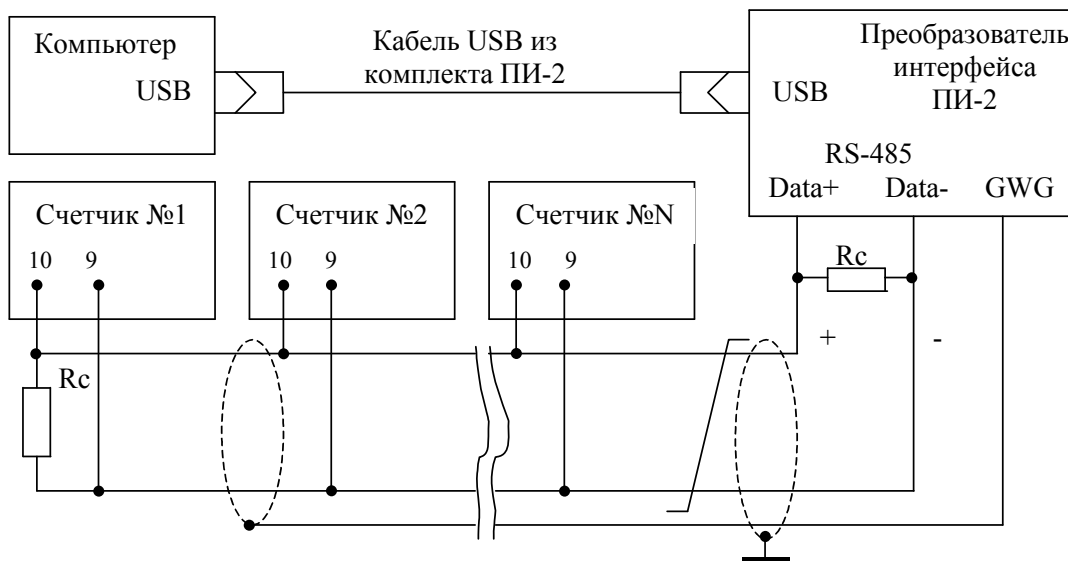 Компьютер
USB
Кабель USB из
комплекта ПИ-2
Преобразователь
интерфейса
ПИ-2
USB
RS-485
Data+ Data- GWG
Счетчик №1
10 9
Счетчик №2
10 9
Счетчик №N
10 9
Rc
+ -
Rc